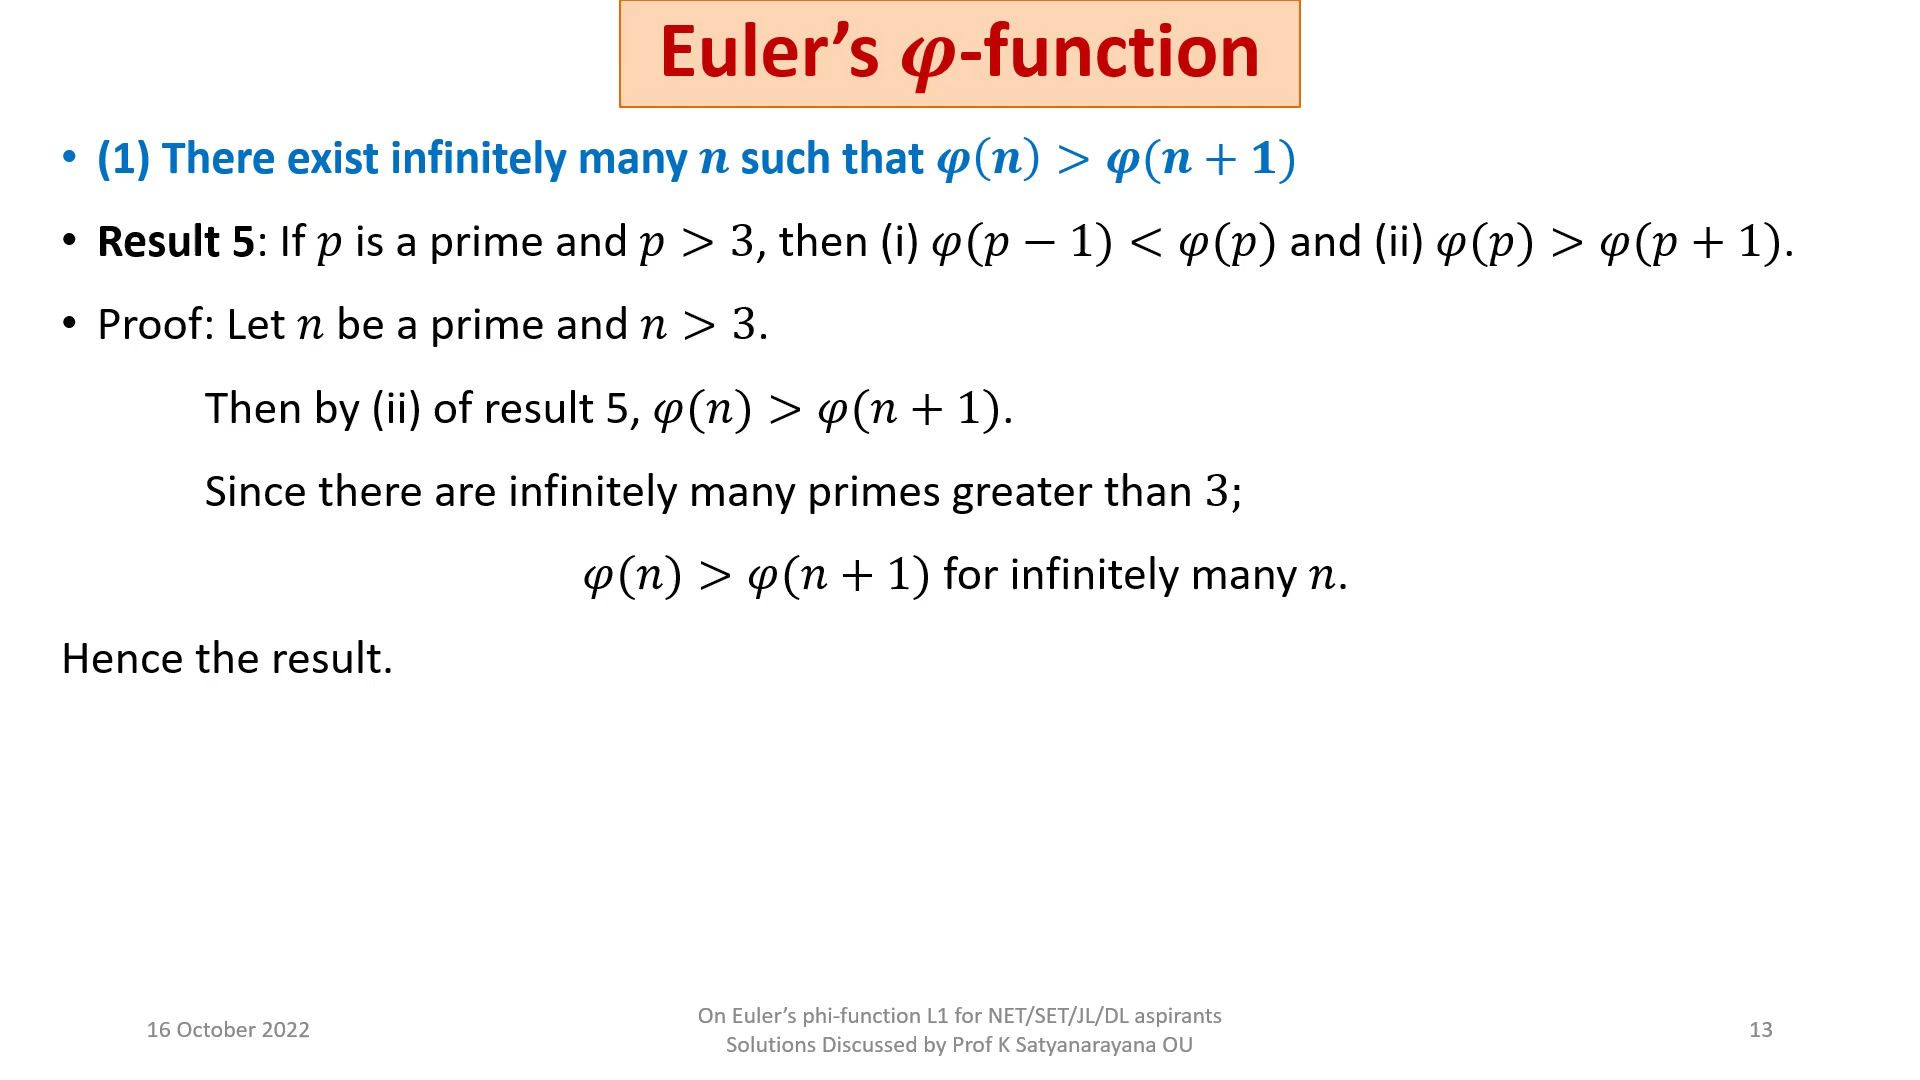 Euler’s 𝝋-function
• (1) There exist infinitely many 𝒏 such that 𝝋(𝒏) > 𝝋(𝒏 + 𝟏)
• Result 5: If 𝑝 is a prime and 𝑝 > 3, then (i) 𝜑(𝑝 − 1) < 𝜑(𝑝) and (ii) 𝜑(𝑝) > 𝜑(𝑝 + 1).
• Proof: Let 𝑛 be a prime and 𝑛 > 3.
Then by (ii) of result 5, 𝜑(𝑛) > 𝜑(𝑛 + 1).
Since there are infinitely many primes greater than 3;
𝜑(𝑛) > 𝜑(𝑛 + 1) for infinitely many 𝑛.
Hence the result.
16 October 2022
On Euler’s phi-function L1 for NET/SET/JL/DL aspirants
Solutions Discussed by Prof K Satyanarayana OU
13